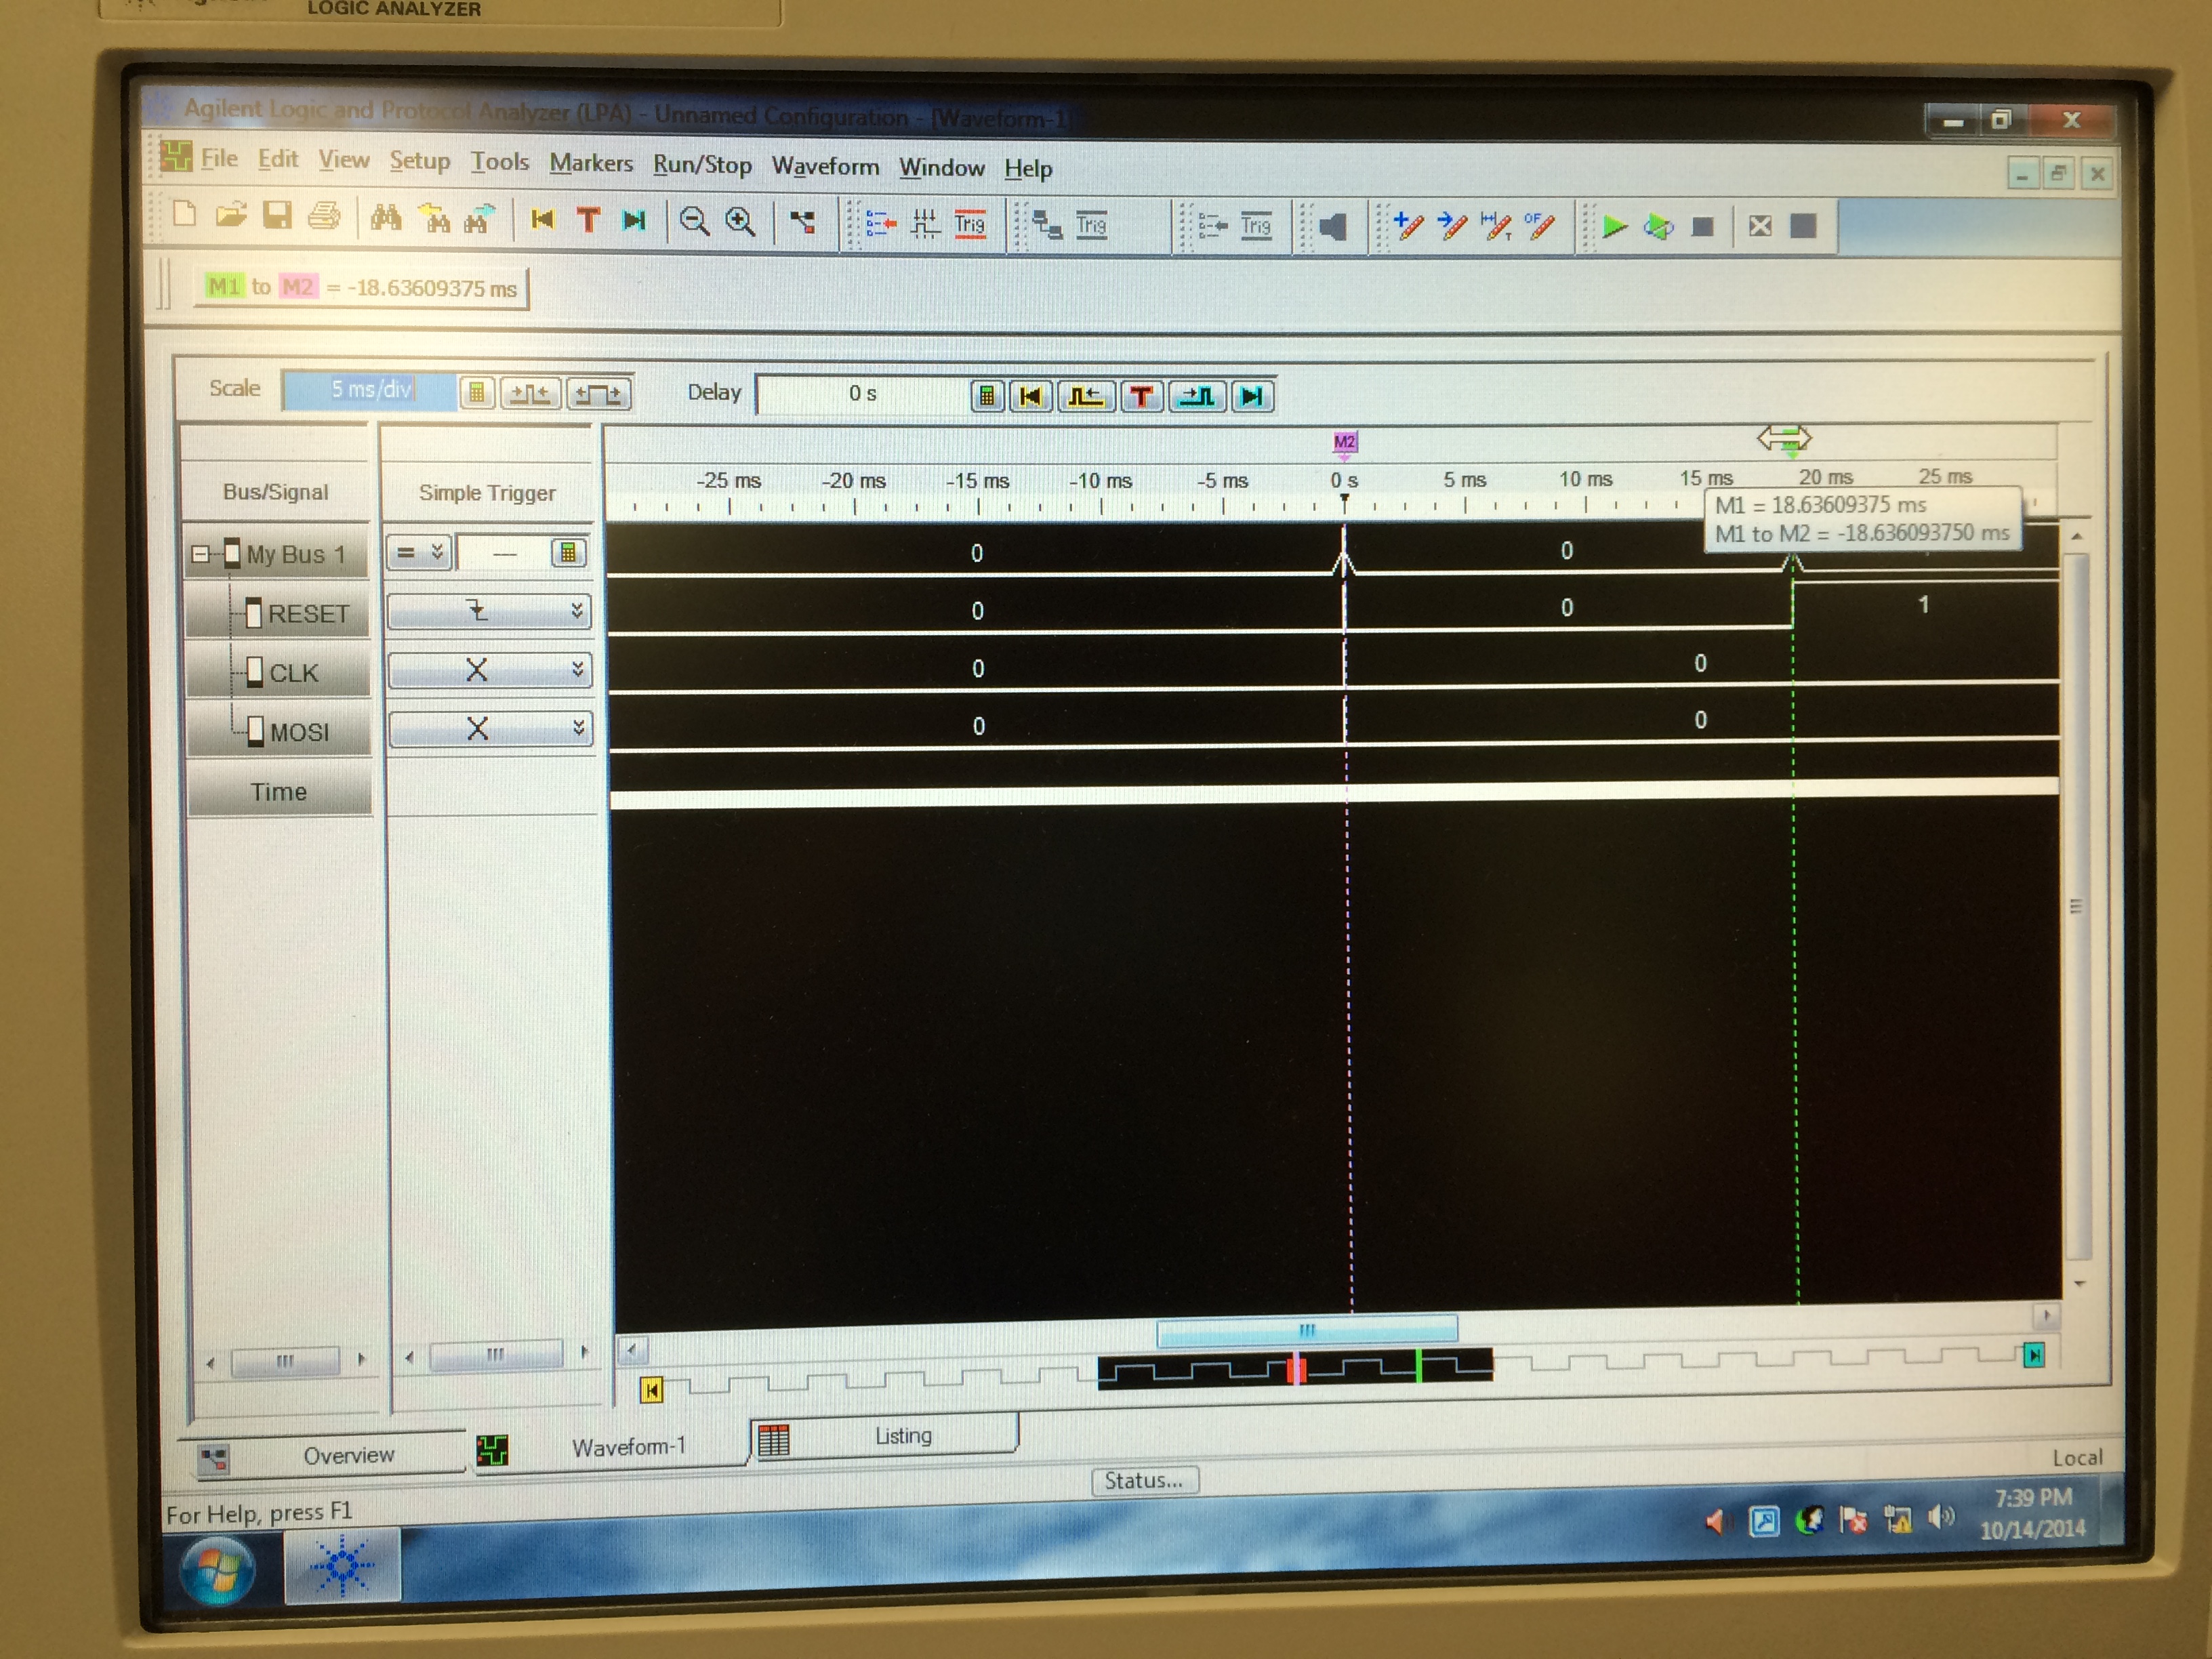 LOGIC ANALYZER
Agilent Logic and Protocol Analyzer (LPA) - Unnamed Configuration - [Waveform-1]
File Edit View Setup Tools Markers Run/Stop Waveform Window Help
T Trig Trig Trig
M1 to M2 = -18.63609375 ms
Scale 5 ms/div Delay 0 s T
M2
Bus/Signal Simple Trigger -25 ms -20 ms -15 ms -10 ms -5 ms 0 s 5 ms 10 ms 15 ms 20 ms 25 ms
M1 = 18.63609375 ms
M1 to M2 = -18.636093750 ms
My Bus 1 = 0 0
RESET 0 0 1
CLK X 0 0
MOSI X 0 0
Time
Overview Waveform-1 Listing
Status... Local
For Help, press F1
7:39 PM
10/14/2014